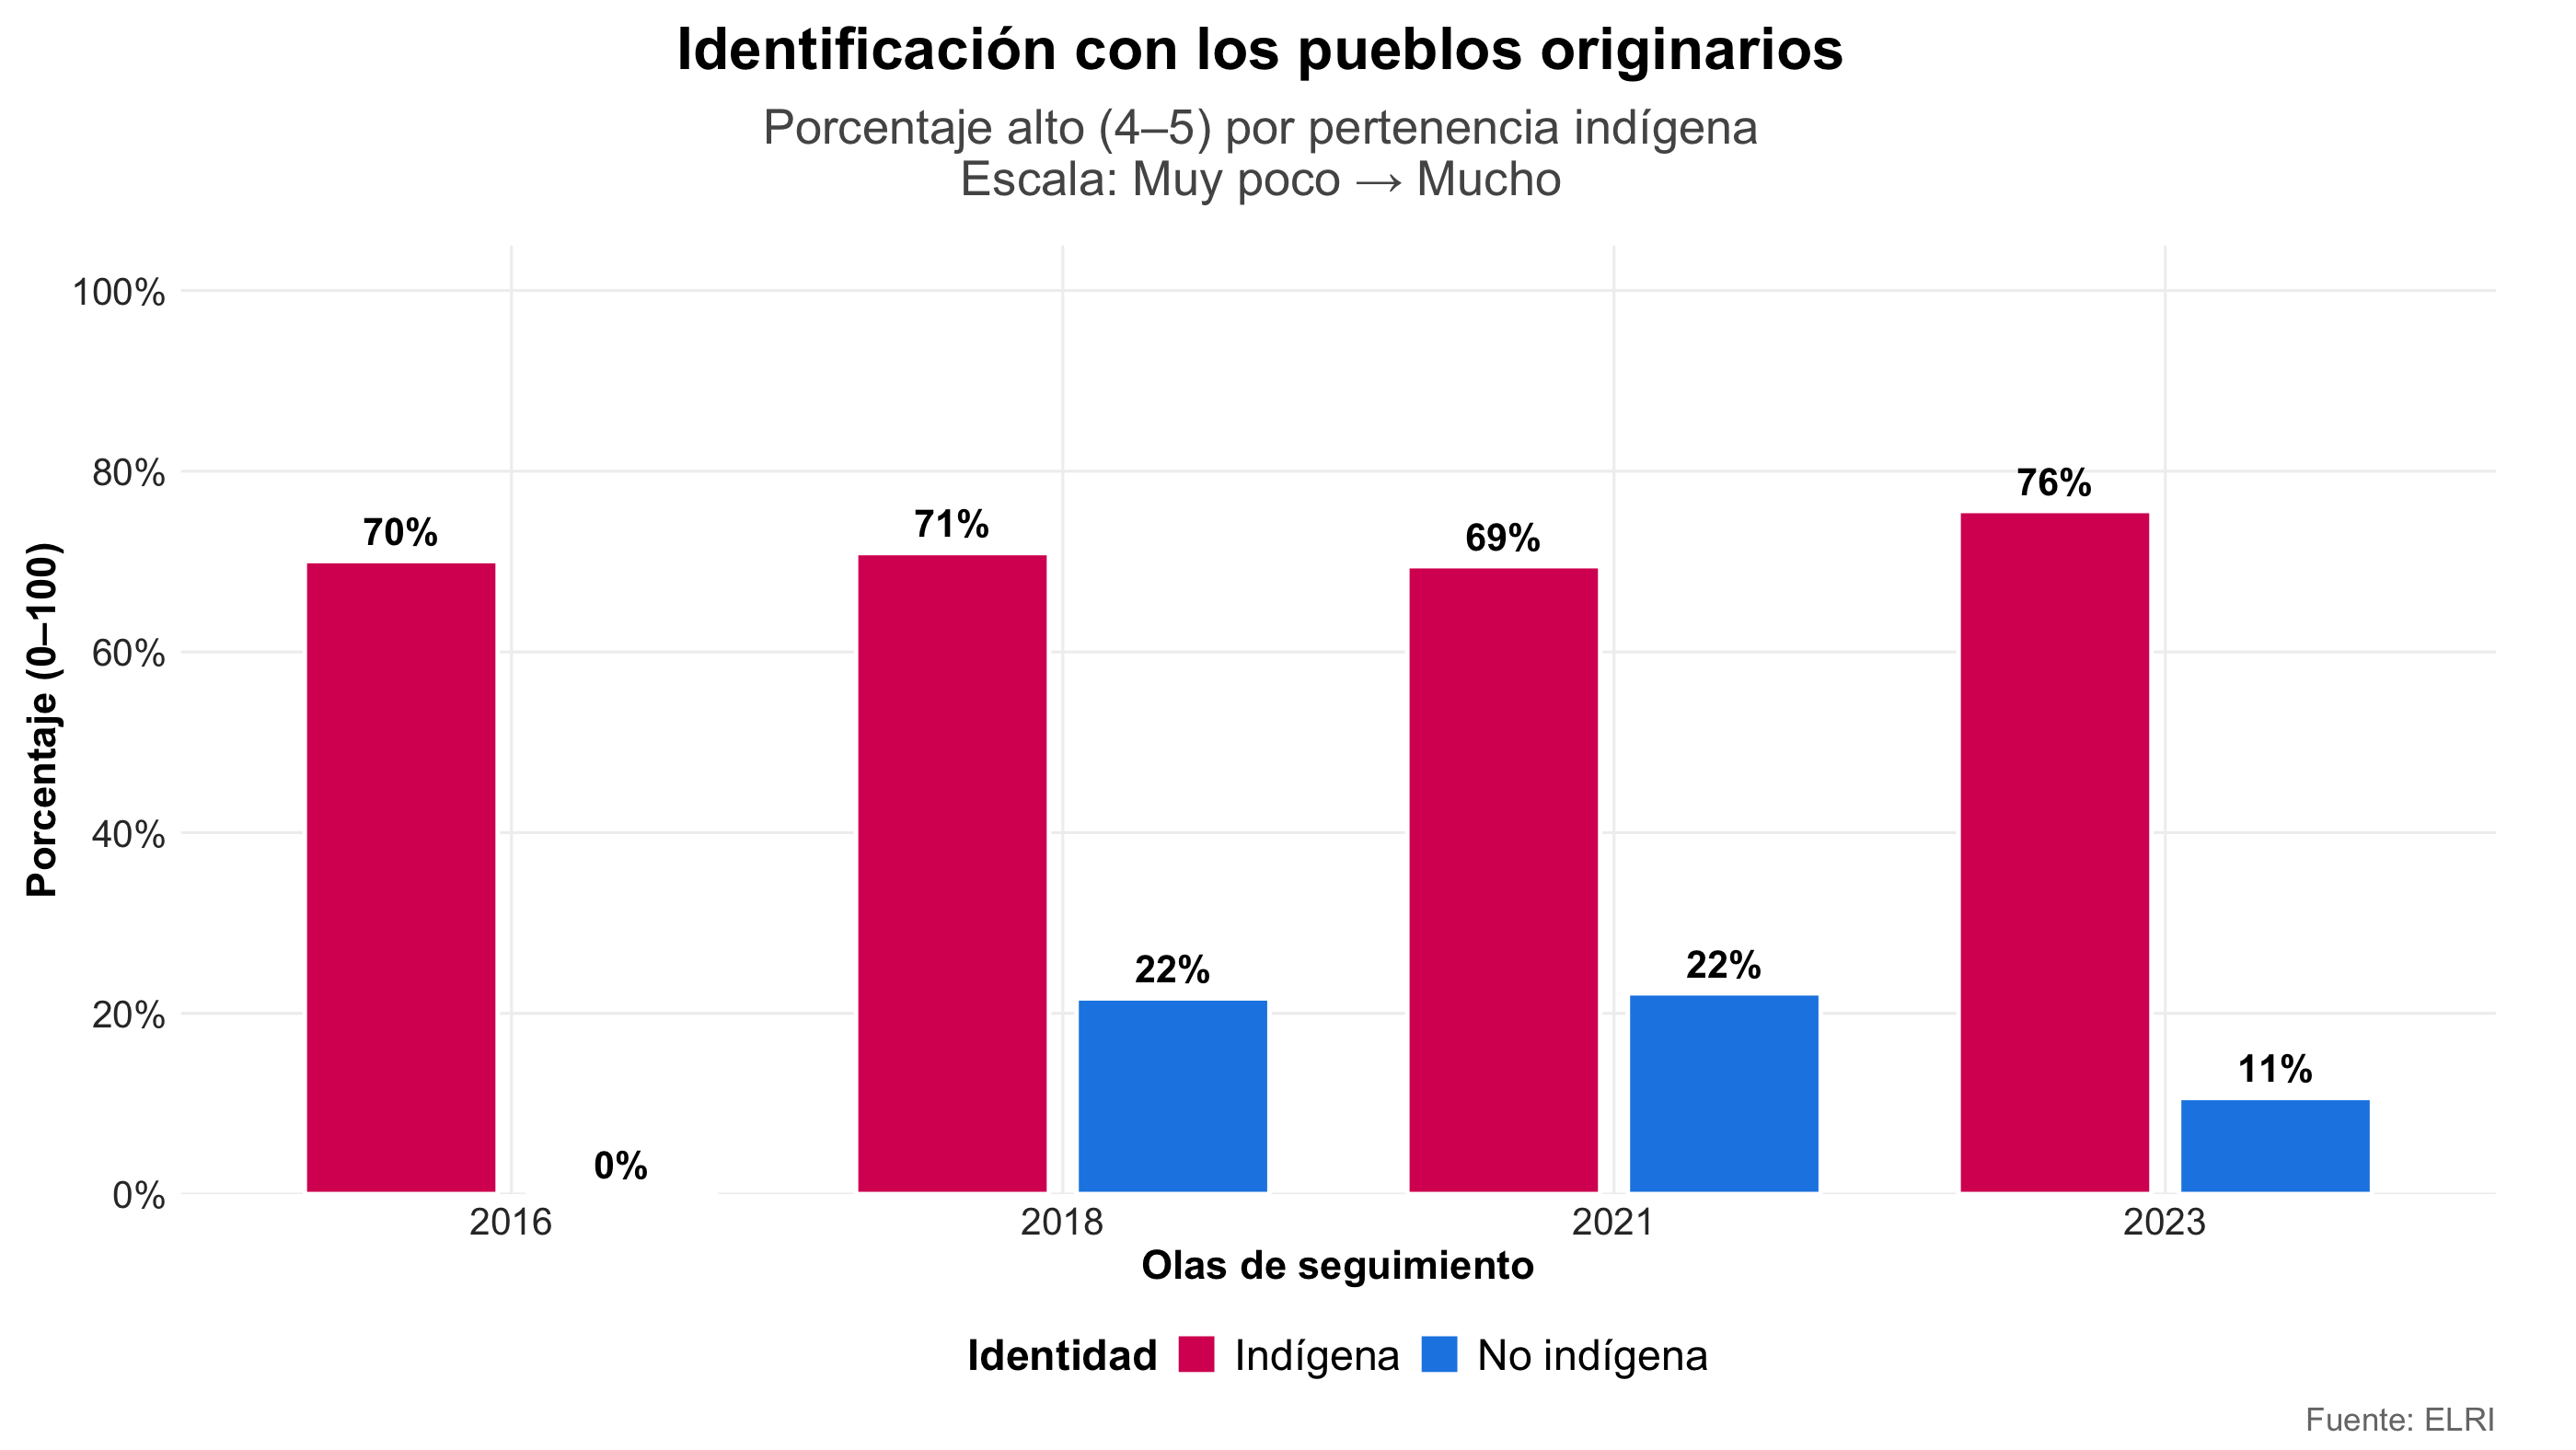 Identificación con los pueblos originarios
Porcentaje alto (4–5) por pertenencia indígena
Escala: Muy poco → Mucho
Porcentaje (0–100)
100%
80%
60%
40%
20%
0%
70%
0%
71%
22%
69%
22%
76%
11%
2016
2018
2021
2023
Olas de seguimiento
Identidad Indígena No indígena
Fuente: ELRI